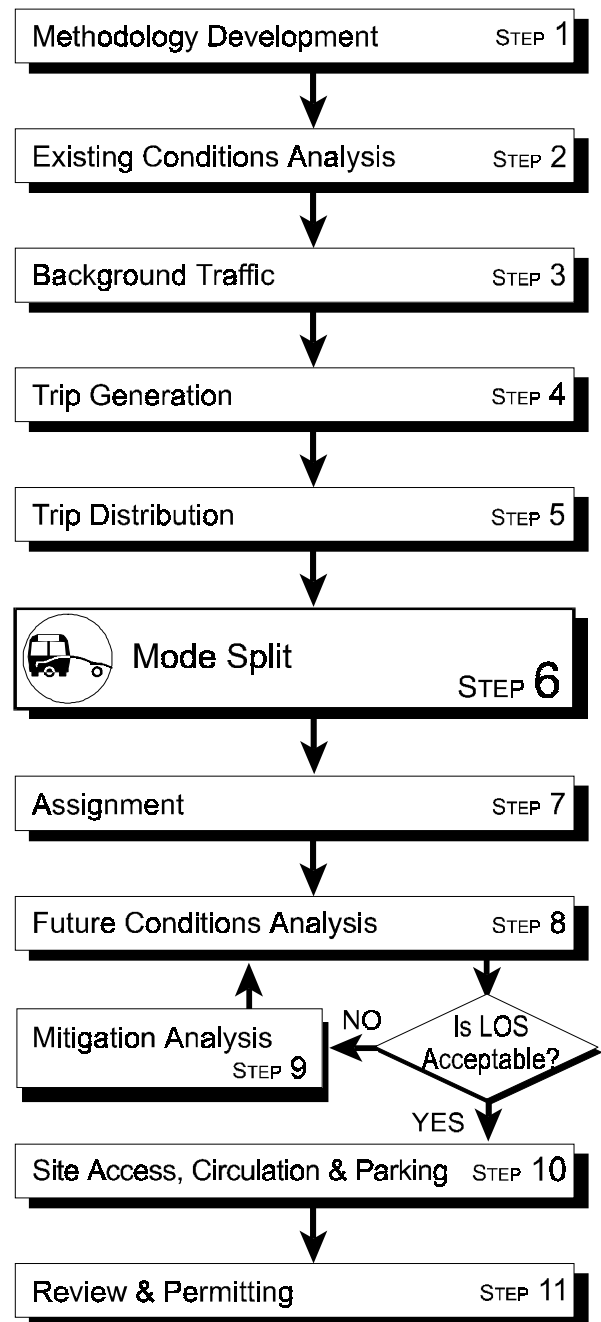 Methodology Development STEP 1
Existing Conditions Analysis STEP 2
Background Traffic STEP 3
Trip Generation STEP 4
Trip Distribution STEP 5
Mode Split STEP 6
Assignment STEP 7
Future Conditions Analysis STEP 8
Is LOS
Acceptable?
NO
Mitigation Analysis
STEP 9
YES
Site Access, Circulation & Parking STEP 10
Review & Permitting STEP 11